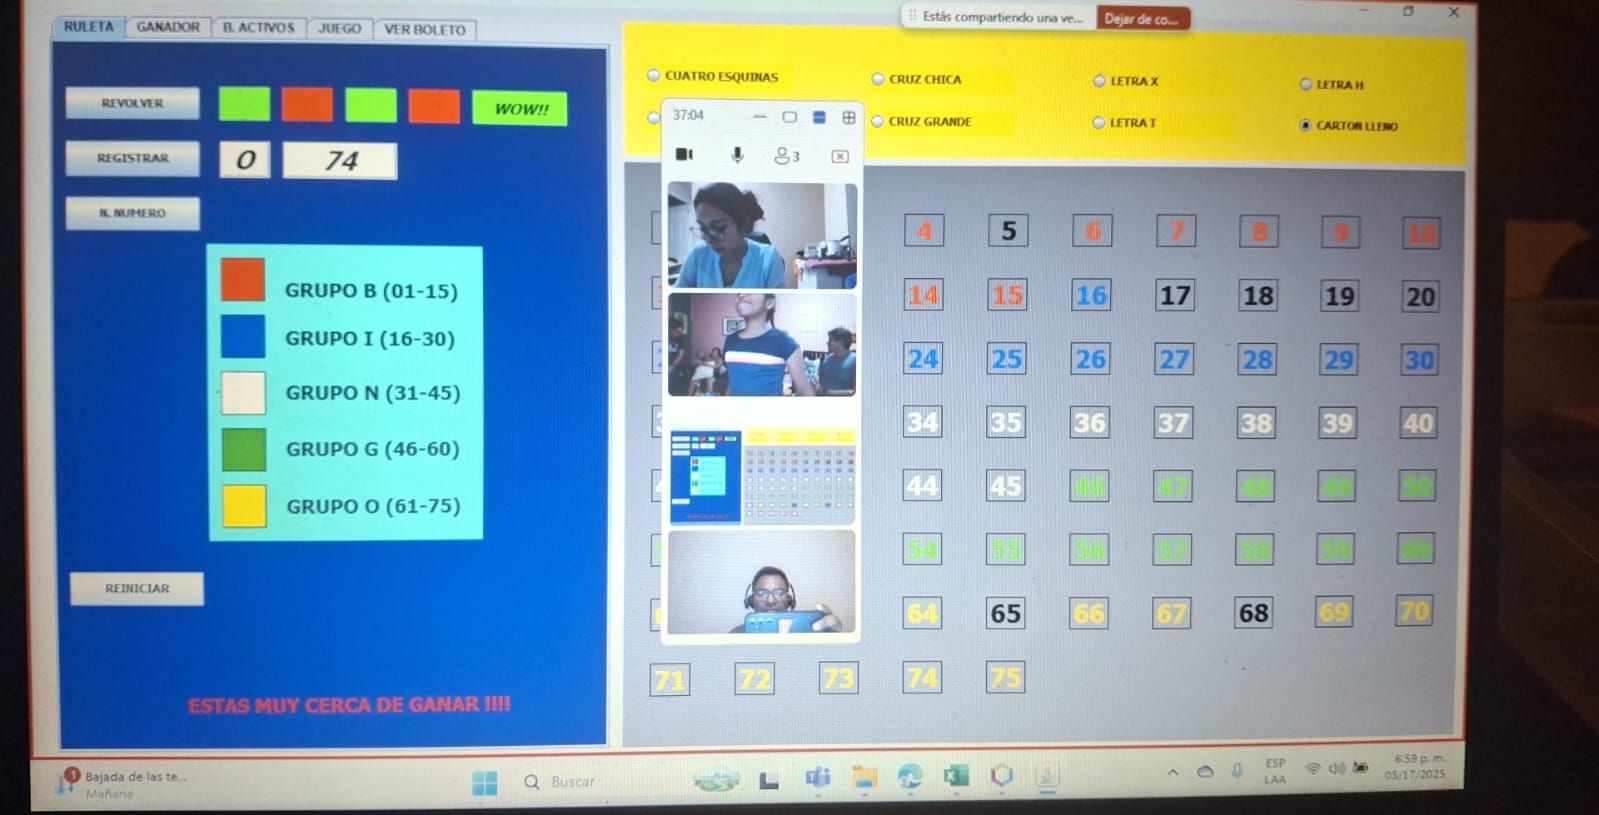 RULETA GANADOR B. ACTIVOS JUEGO VER BOLETO
Estás compartiendo una ve... Dejar de co...
REVOLVER WOW!!
REGISTRAR O 74
N. NUMERO
GRUPO B (01-15)
GRUPO I (16-30)
GRUPO N (31-45)
GRUPO G (46-60)
GRUPO O (61-75)
REINICIAR
ESTAS MUY CERCA DE GANAR !!!!
CUATRO ESQUINAS CRUZ CHICA LETRA X LETRA H
CRUZ GRANDE LETRA I CARTON LLENO
37:04
3
4 5 6 7 8 9 10
14 15 16 17 18 19 20
24 25 26 27 28 29 30
34 35 36 37 38 39 40
44 45 46 47 48 49 50
54 55 56 57 58 59 60
64 65 66 67 68 69 70
71 72 73 74 75
1 Bajada de las te...
Mañana
Buscar
ESP
LAA
6:59 p. m.
05/17/2025